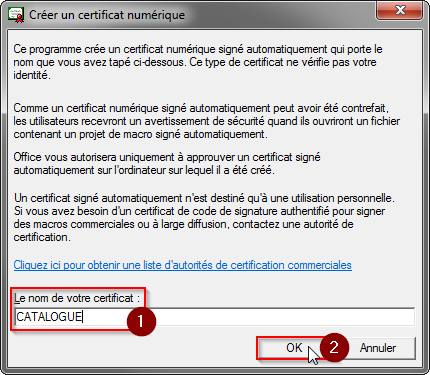 Créer un certificat numérique
Ce programme crée un certificat numérique signé automatiquement qui porte le
nom que vous avez tapé ci-dessous. Ce type de certificat ne vérifie pas votre
identité.
Comme un certificat numérique signé automatiquement peut avoir été contrefait,
les utilisateurs recevront un avertissement de sécurité quand ils ouvriront un fichier
contenant un projet de macro signé automatiquement.
Office vous autorisera uniquement à approuver un certificat signé
automatiquement sur l'ordinateur sur lequel il a été créé.
Un certificat signé automatiquement n'est destiné qu'à une utilisation personnelle.
Si vous avez besoin d'un certificat de code de signature authentifié pour signer
des macros commerciales ou à large diffusion, contactez une autorité de
certification.
Cliquez ici pour obtenir une liste d'autorités de certification commerciales
Le nom de votre certificat :
CATALOGUE
1
OK
2
Annuler